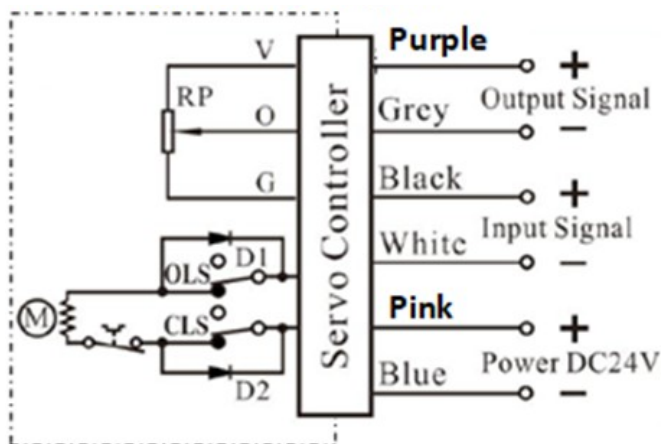 V
Purple
+
RP
O
Output Signal
Grey
−
G
Black
+
Servo Controller
Input Signal
White
−
D1
OLS
M
CLS
Pink
+
Power DC24V
D2
Blue
−